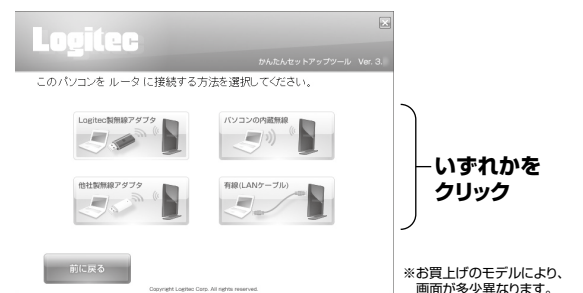 Logitec
かんたんセットアップツール Ver. 3.
このパソコンを ルータ に接続する方法を選択してください。
Logitec製無線アダプタ
パソコンの内蔵無線
他社製無線アダプタ
有線(LANケーブル)
いずれかを
クリック
前に戻る
Copyright Logitec Corp. All rights reserved.
※お買上げのモデルにより、
画面が多少異なります。